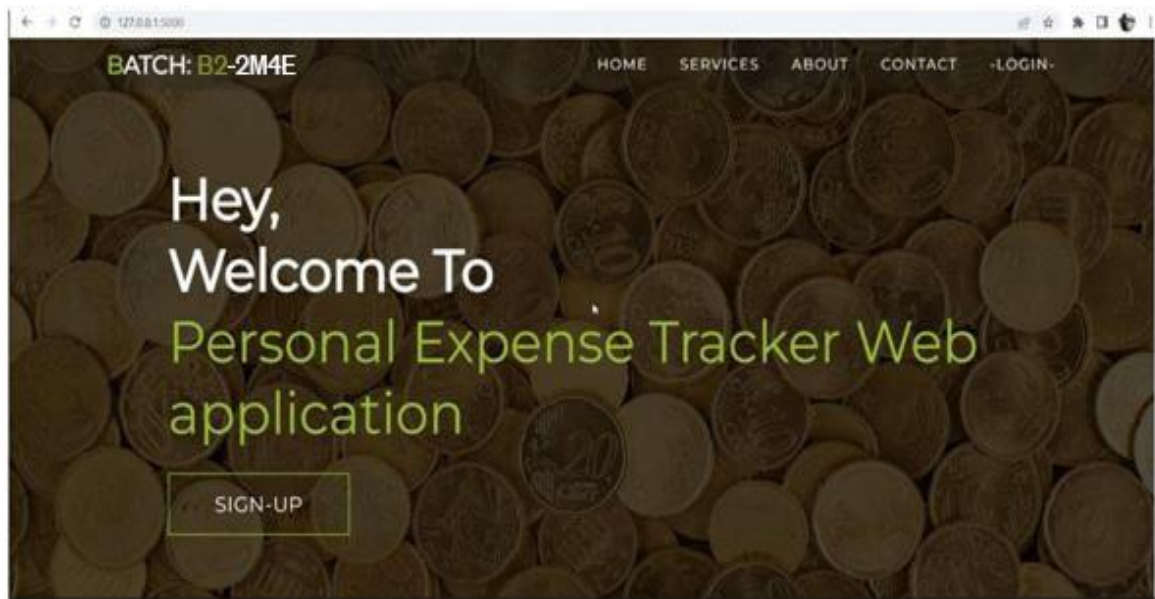 127.0.0.1:5000
BATCH: B2-2M4E
HOME SERVICES ABOUT CONTACT -LOGIN-
Hey,
Welcome To
Personal Expense Tracker Web
application
SIGN-UP
20